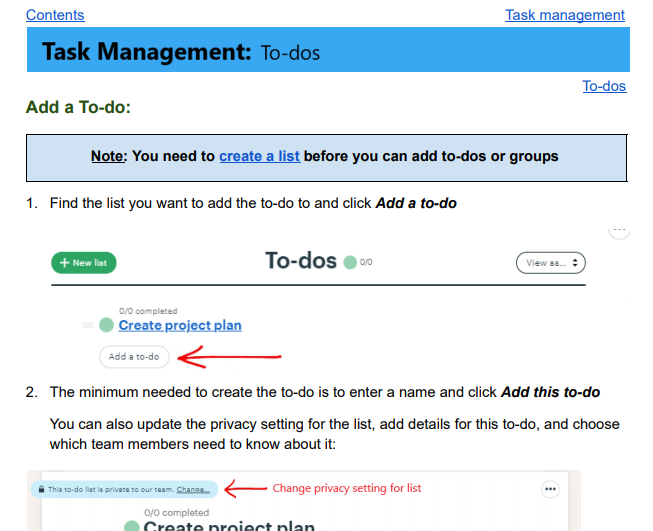 Contents Task management
Task Management: To-dos
To-dos
Add a To-do:
Note: You need to create a list before you can add to-dos or groups
1. Find the list you want to add the to-do to and click Add a to-do
+ New list To-dos 0/0 View as...
0/0 completed
Create project plan
Add a to-do
2. The minimum needed to create the to-do is to enter a name and click Add this to-do
You can also update the privacy setting for the list, add details for this to-do, and choose
which team members need to know about it:
This to-do list is private to our team. Change... Change privacy setting for list
0/0 completed
Create project plan